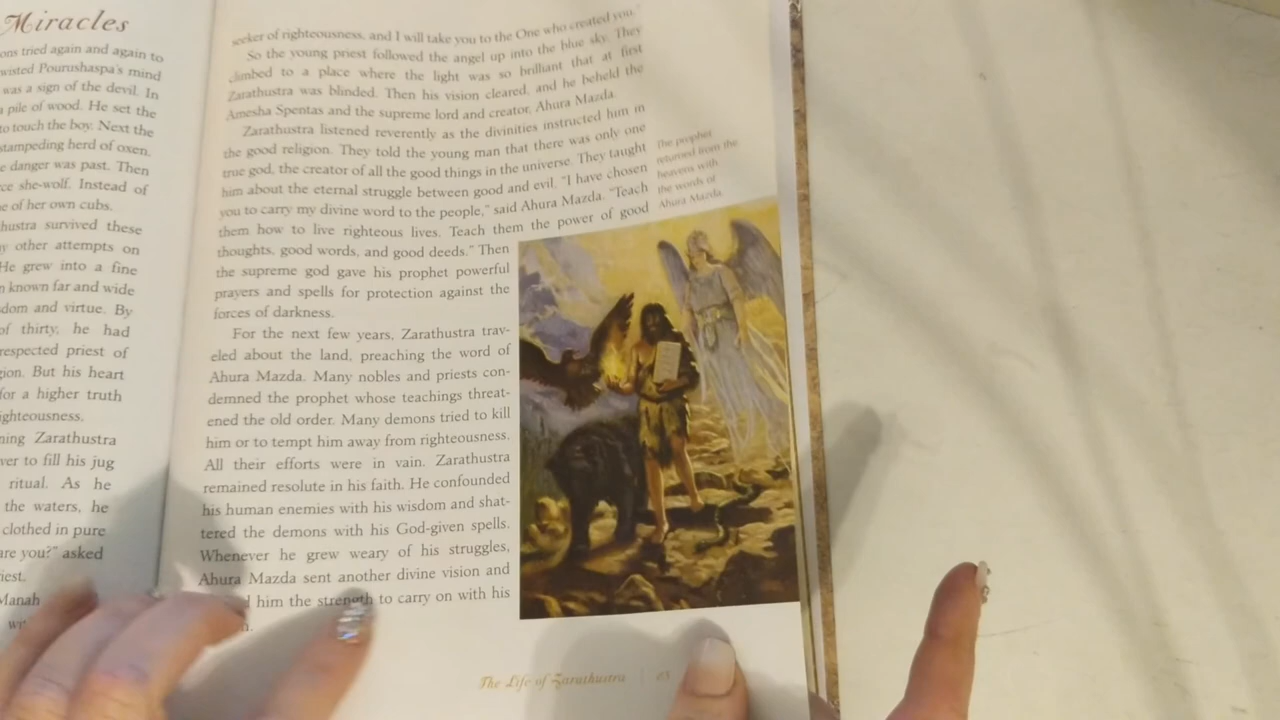 Miracles
ons tried again and again to
wisted Pourushaspa's mind
was a sign of the devil. In
a pile of wood. He set the
to touch the boy. Next the
stampeding herd of oxen,
e danger was past. Then
ce she-wolf. Instead of
e of her own cubs.
hustra survived these
y other attempts on
He grew into a fine
n known far and wide
dom and virtue. By
of thirty, he had
respected priest of
gion. But his heart
for a higher truth
ighteousness.
ning Zarathustra
ver to fill his jug
ritual. As he
the waters, he
clothed in pure
are you?" asked
iest.
Manah
seeker of righteousness, and I will take you to the One who created you."
So the young priest followed the angel up into the blue sky. They
climbed to a place where the light was so brilliant that at first
Zarathustra was blinded. Then his vision cleared, and he beheld the
Amesha Spentas and the supreme lord and creator, Ahura Mazda.
Zarathustra listened reverently as the divinities instructed him in
the good religion. They told the young man that there was only one
true god, the creator of all the good things in the universe. They taught
him about the eternal struggle between good and evil. "I have chosen
you to carry my divine word to the people," said Ahura Mazda. "Teach
them how to live righteous lives. Teach them the power of good
thoughts, good words, and good deeds." Then
the supreme god gave his prophet powerful
prayers and spells for protection against the
forces of darkness.
For the next few years, Zarathustra trav-
eled about the land, preaching the word of
Ahura Mazda. Many nobles and priests con-
demned the prophet whose teachings threat-
ened the old order. Many demons tried to kill
him or to tempt him away from righteousness.
All their efforts were in vain. Zarathustra
remained resolute in his faith. He confounded
his human enemies with his wisdom and shat-
tered the demons with his God-given spells.
Whenever he grew weary of his struggles,
Ahura Mazda sent another divine vision and
him the strength to carry on with his
The prophet
returned from the
heavens with
the words of
Ahura Mazda.
The Life of Zarathustra | 65